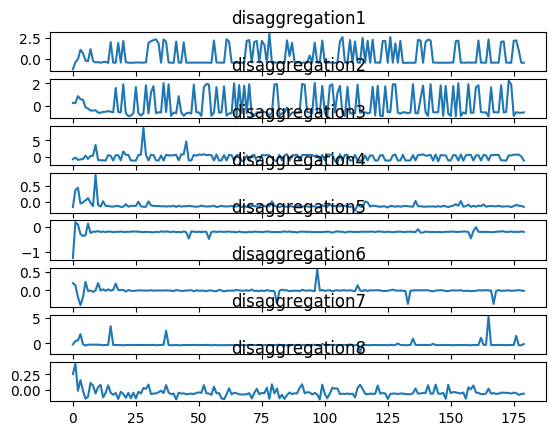 disaggregation1
2.5
0.0
disaggregation2
2
0
disaggregation3
5
0
disaggregation4
0.5
0.0
disaggregation5
0
−1
disaggregation6
0.5
0.0
disaggregation7
5
0
disaggregation8
0.25
0.00
0 25 50 75 100 125 150 175